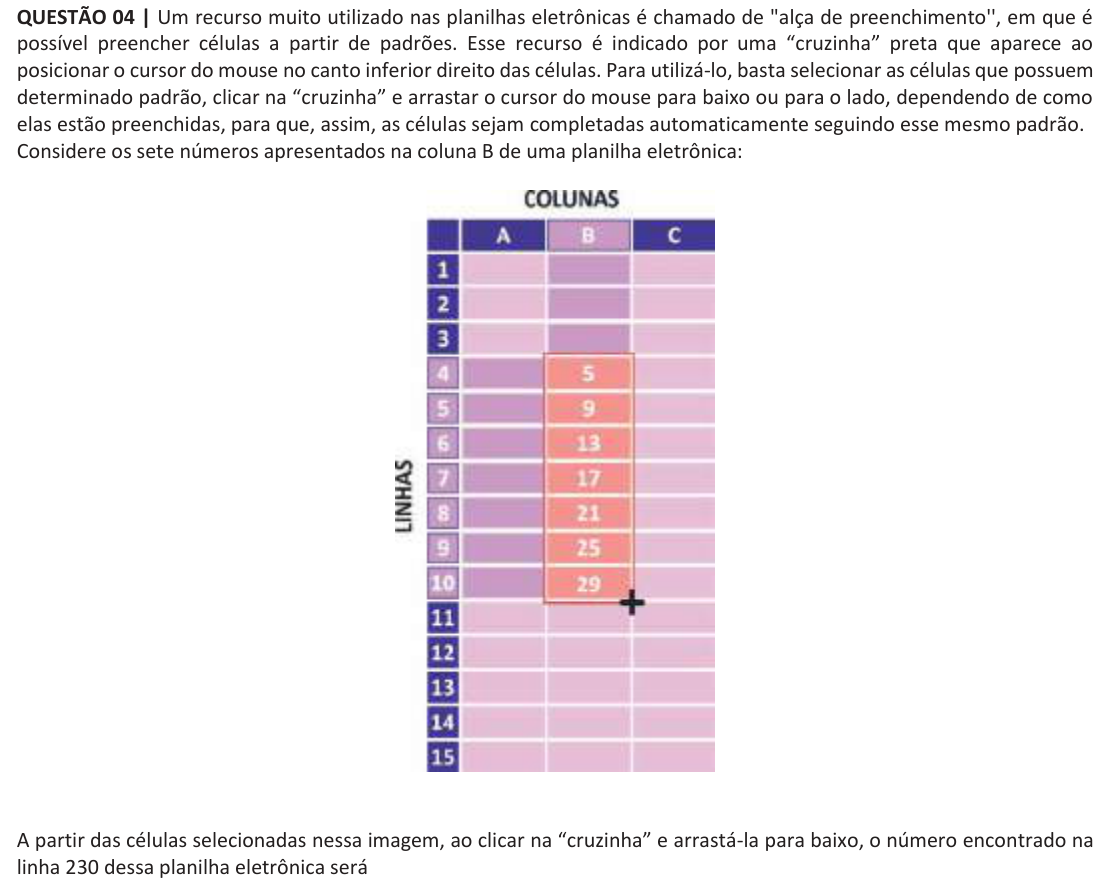 QUESTÃO 04 | Um recurso muito utilizado nas planilhas eletrônicas é chamado de "alça de preenchimento'', em que é
possível preencher células a partir de padrões. Esse recurso é indicado por uma “cruzinha” preta que aparece ao
posicionar o cursor do mouse no canto inferior direito das células. Para utilizá-lo, basta selecionar as células que possuem
determinado padrão, clicar na “cruzinha” e arrastar o cursor do mouse para baixo ou para o lado, dependendo de como
elas estão preenchidas, para que, assim, as células sejam completadas automaticamente seguindo esse mesmo padrão.
Considere os sete números apresentados na coluna B de uma planilha eletrônica:
COLUNAS
A B C
LINHAS
1
2
3
4 5
5 9
6 13
7 17
8 21
9 25
10 29
11
12
13
14
15
A partir das células selecionadas nessa imagem, ao clicar na “cruzinha” e arrastá-la para baixo, o número encontrado na
linha 230 dessa planilha eletrônica será